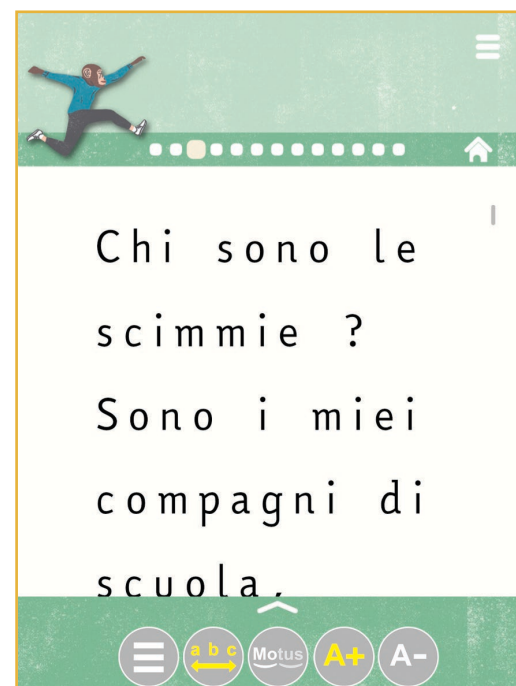 Chi sono le
scimmie ?
Sono i miei
compagni di
scuola,
a b c
Motus
A+
A-